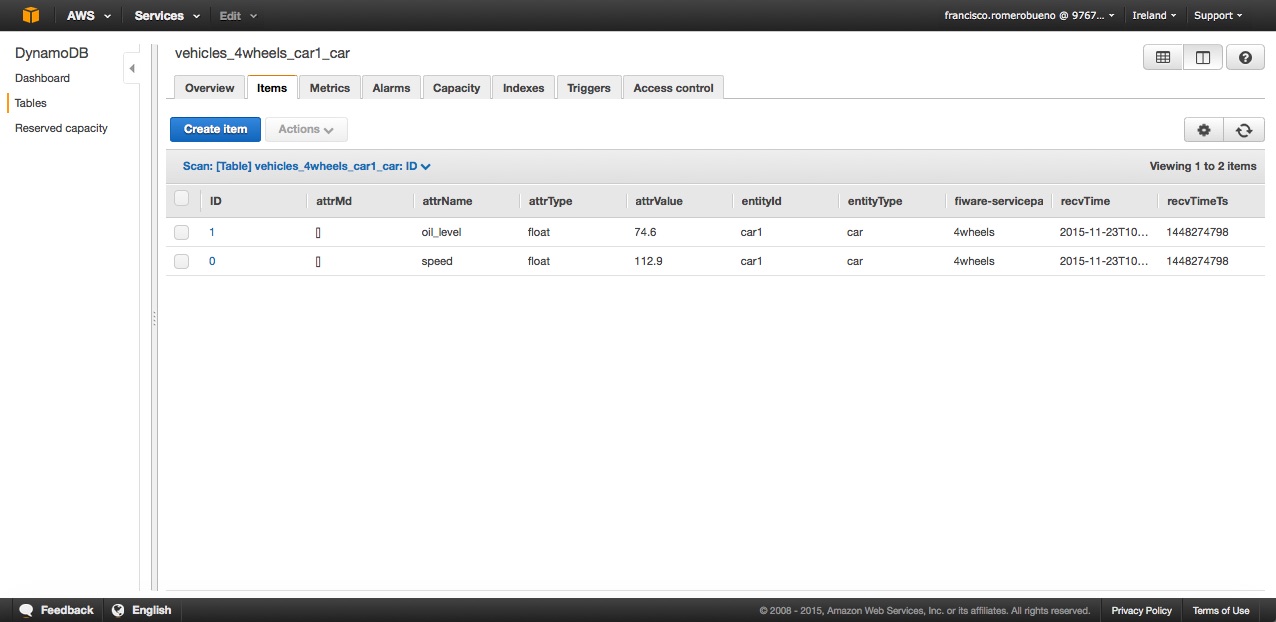 AWS Services Edit francisco.romerobueno @ 9767... Ireland Support
DynamoDB
Dashboard
Tables
Reserved capacity
vehicles_4wheels_car1_car
Overview Items Metrics Alarms Capacity Indexes Triggers Access control
Create item Actions
Scan: [Table] vehicles_4wheels_car1_car: ID Viewing 1 to 2 items
ID attrMd attrName attrType attrValue entityId entityType fiware-servicepa recvTime recvTimeTs
1 [] oil_level float 74.6 car1 car 4wheels 2015-11-23T10... 1448274798
0 [] speed float 112.9 car1 car 4wheels 2015-11-23T10... 1448274798
Feedback English © 2008 - 2015, Amazon Web Services, Inc. or its affiliates. All rights reserved. Privacy Policy Terms of Use